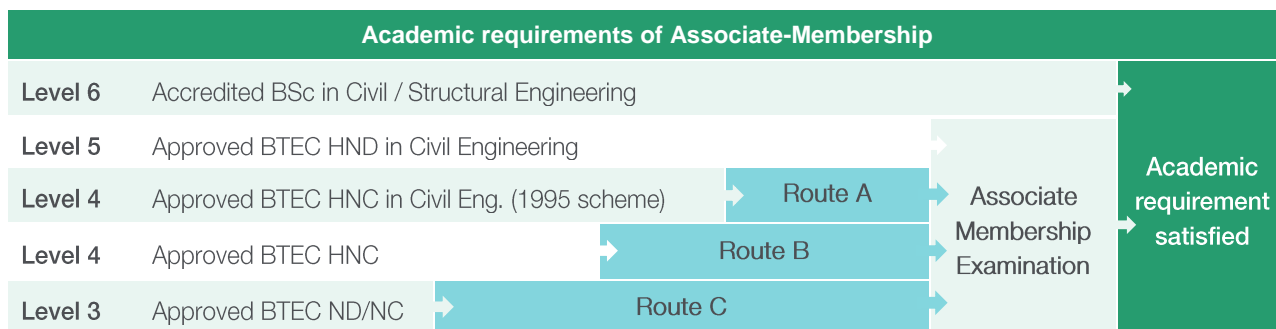 Academic requirements of Associate-Membership
Level 6 Accredited BSc in Civil / Structural Engineering
Level 5 Approved BTEC HND in Civil Engineering
Level 4 Approved BTEC HNC in Civil Eng. (1995 scheme) Route A
Level 4 Approved BTEC HNC Route B
Level 3 Approved BTEC ND/NC Route C
Associate
Membership
Examination
Academic
requirement
satisfied